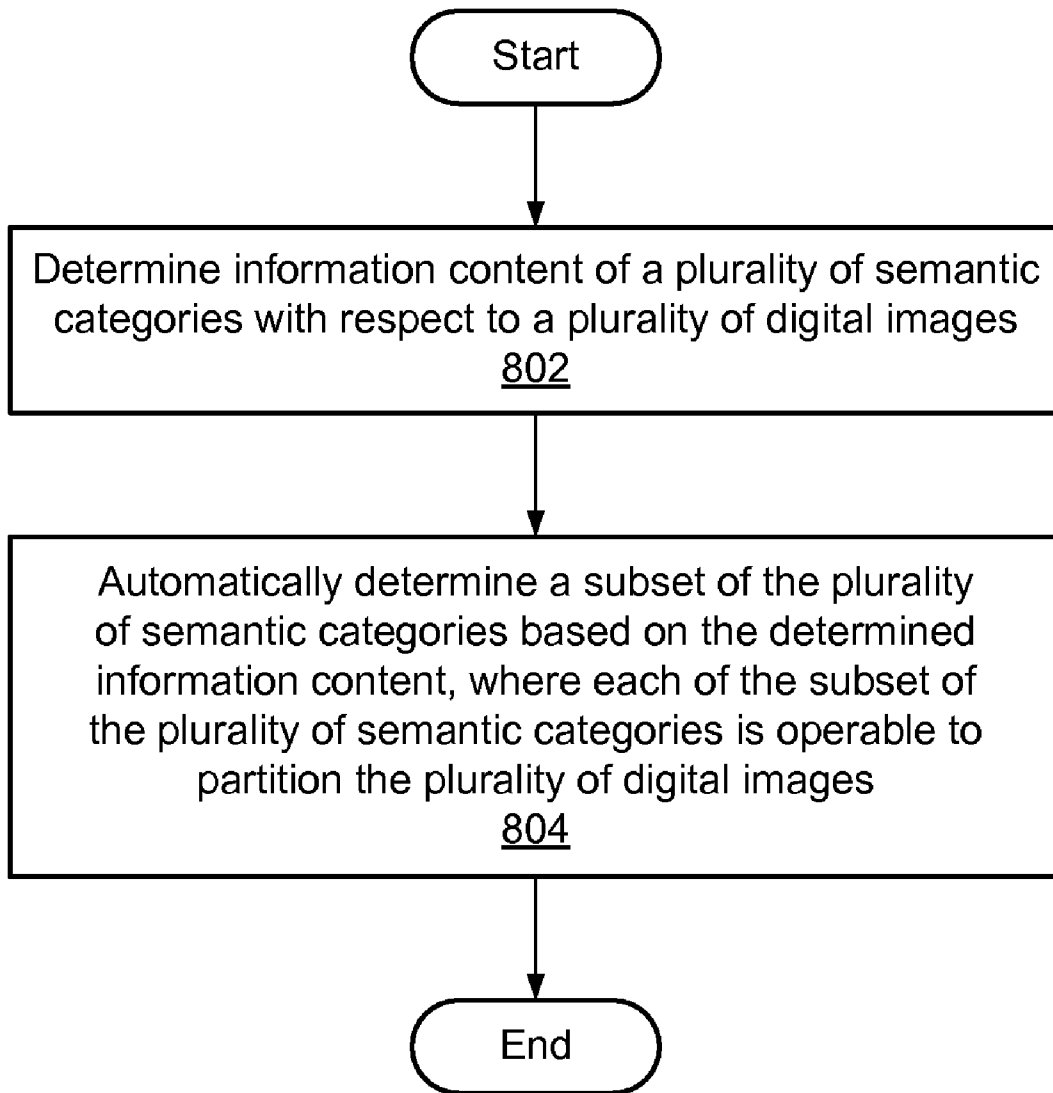 Start
Determine information content of a plurality of semantic
categories with respect to a plurality of digital images
802
Automatically determine a subset of the plurality
of semantic categories based on the determined
information content, where each of the subset of
the plurality of semantic categories is operable to
partition the plurality of digital images
804
End